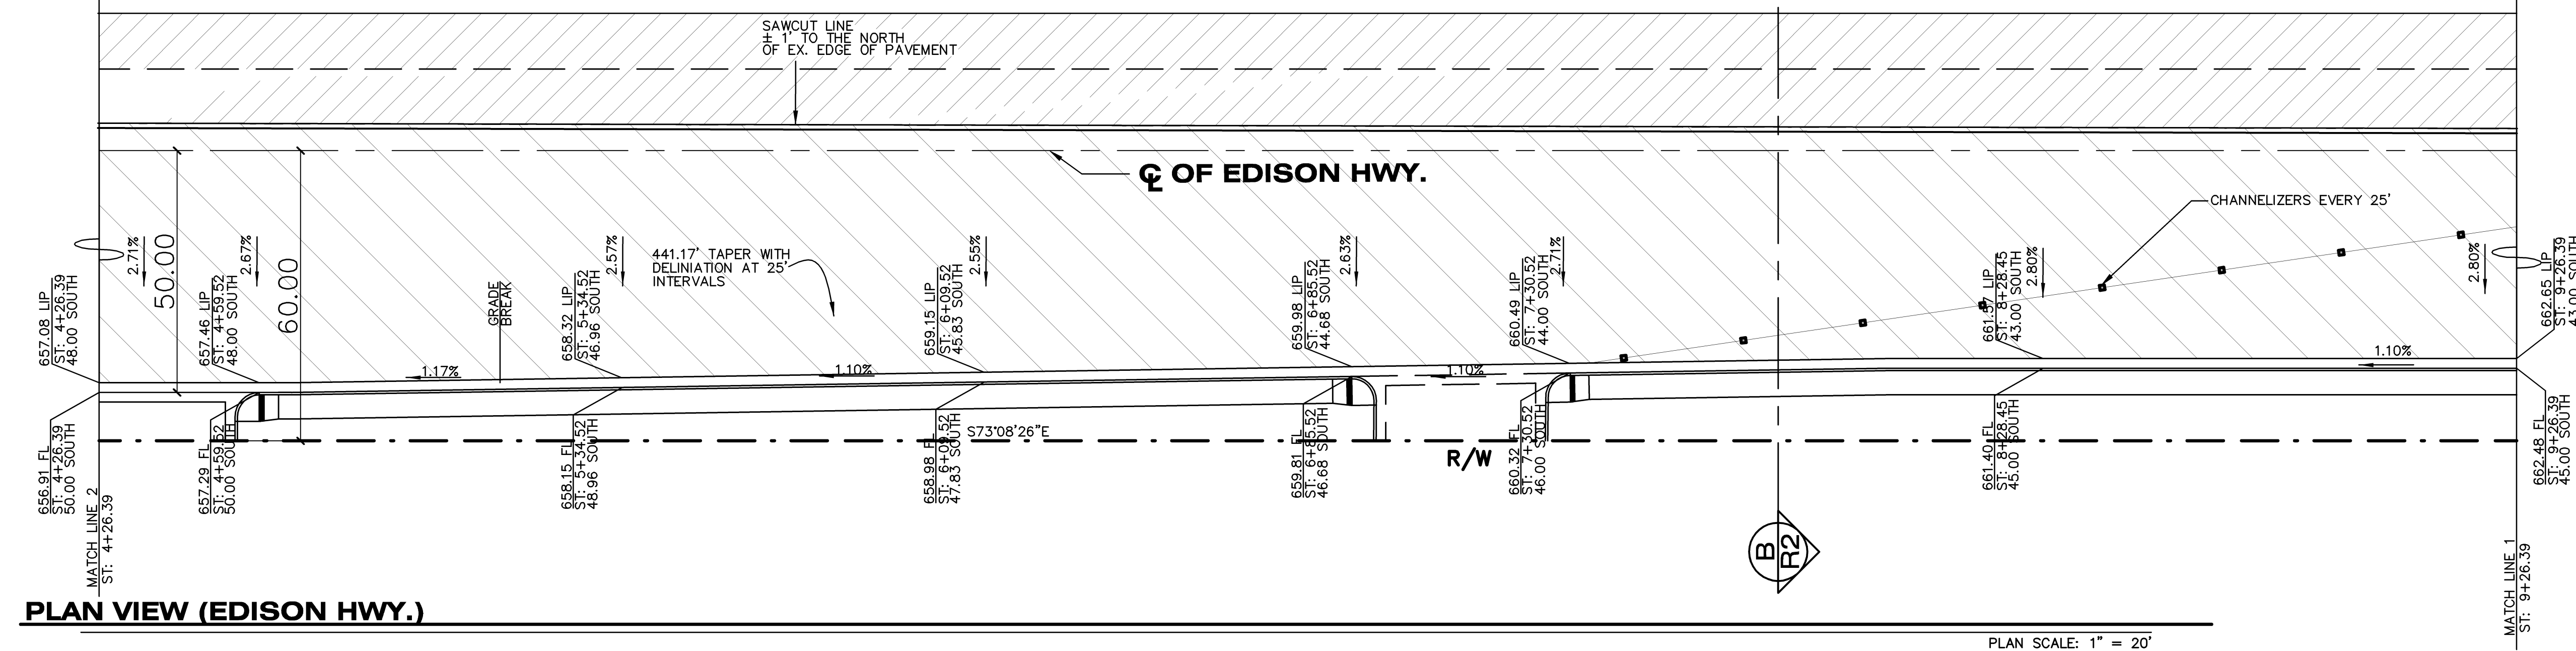 SAWCUT LINE
± 1' TO THE NORTH
OF EX. EDGE OF PAVEMENT
℄ OF EDISON HWY.
CHANNELIZERS EVERY 25'
441.17' TAPER WITH
DELINIATION AT 25'
INTERVALS
2.71%
50.00
2.67%
60.00
2.57%
2.55%
2.63%
2.71%
2.80%
2.80%
657.08 LIP
ST: 4+26.39
48.00 SOUTH
657.46 LIP
ST: 4+59.52
48.00 SOUTH
GRADE
BREAK
658.32 LIP
ST: 5+34.52
46.96 SOUTH
659.15 LIP
ST: 6+09.52
45.83 SOUTH
659.98 LIP
ST: 6+85.52
44.68 SOUTH
660.49 LIP
ST: 7+30.52
44.00 SOUTH
661.57 LIP
ST: 8+28.45
43.00 SOUTH
662.65 LIP
ST: 9+26.39
43.00 SOUTH
1.17%
1.10%
1.10%
1.10%
S73°08'26"E
R/W
656.91 FL
ST: 4+26.39
50.00 SOUTH
657.29 FL
ST: 4+59.52
50.00 SOUTH
658.15 FL
ST: 5+34.52
48.96 SOUTH
658.98 FL
ST: 6+09.52
47.83 SOUTH
659.81 FL
ST: 6+85.52
46.68 SOUTH
660.32 FL
ST: 7+30.52
46.00 SOUTH
661.40 FL
ST: 8+28.45
45.00 SOUTH
662.48 FL
ST: 9+26.39
45.00 SOUTH
MATCH LINE 2
ST: 4+26.39
B
R2
MATCH LINE 1
ST: 9+26.39
PLAN VIEW (EDISON HWY.)
PLAN SCALE: 1" = 20'